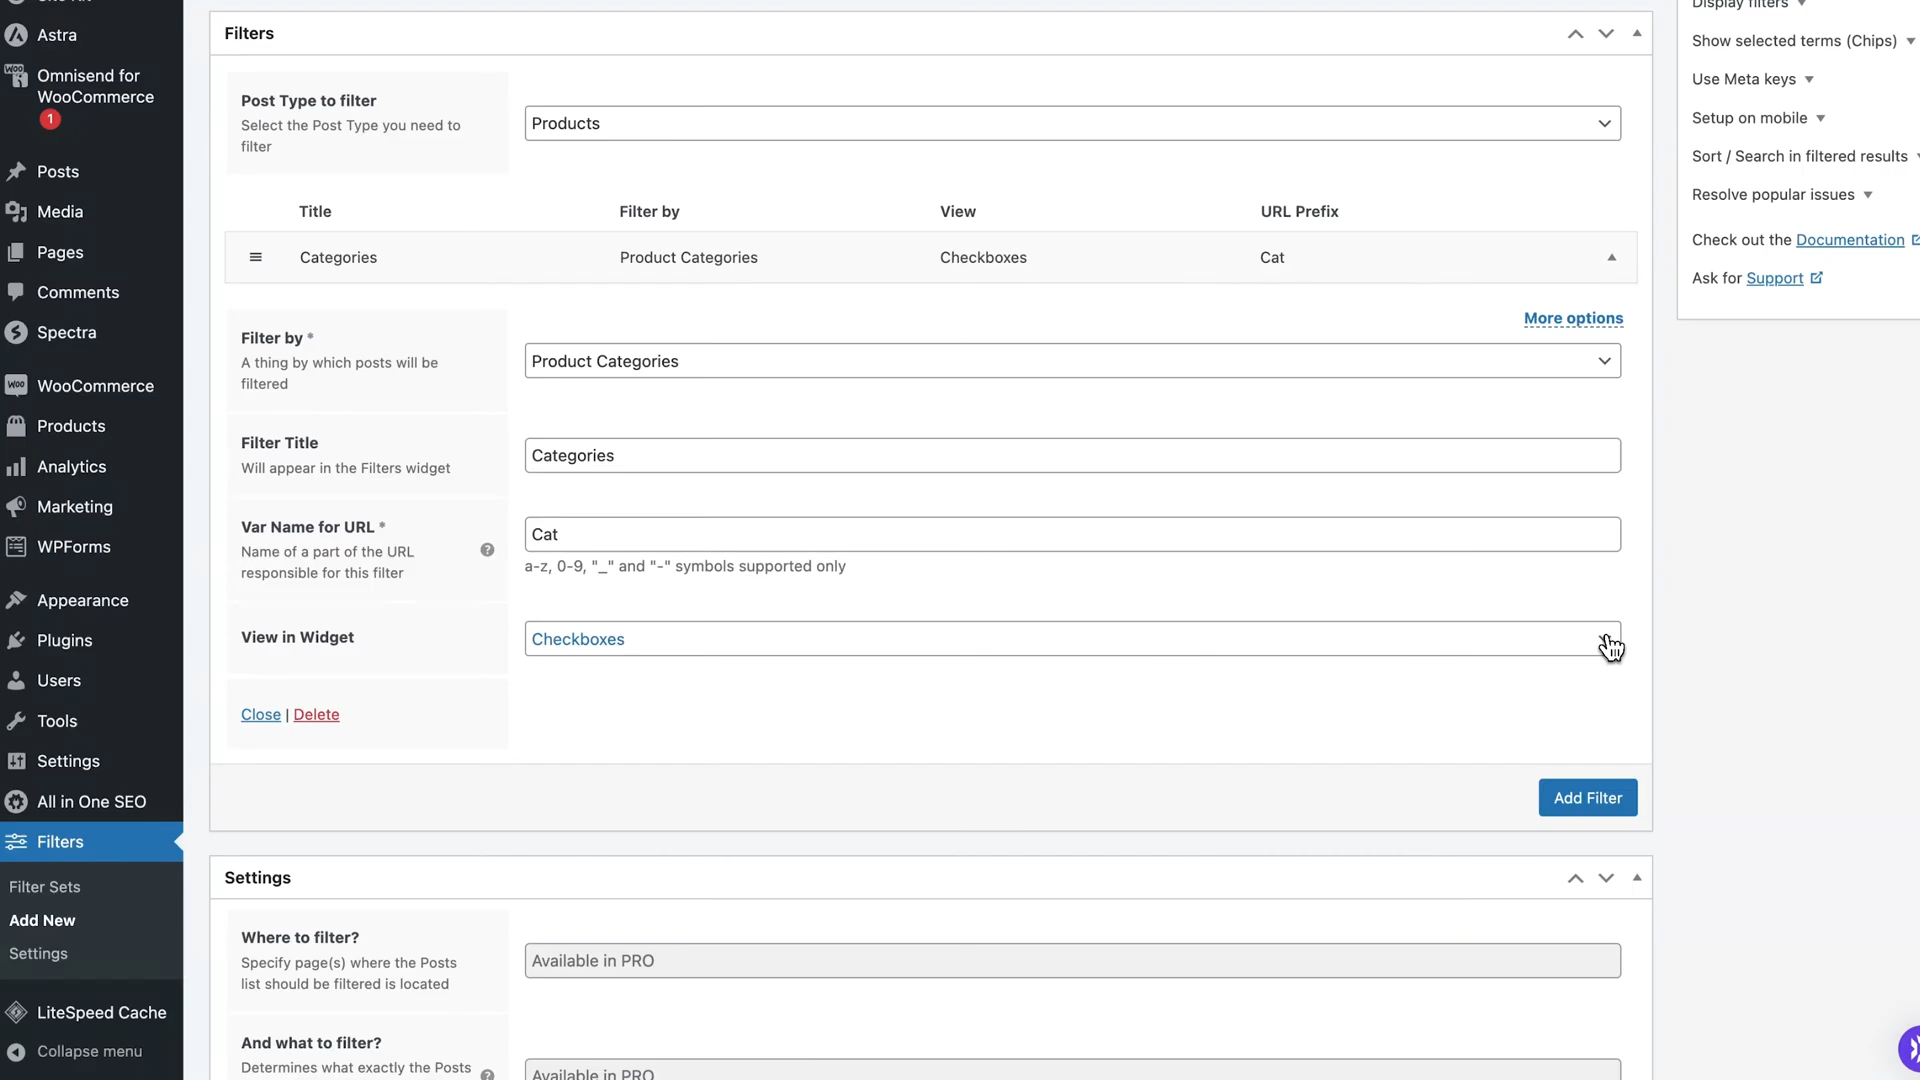 Astra
Omnisend for
WooCommerce
1
Posts
Media
Pages
Comments
Spectra
WooCommerce
Products
Analytics
Marketing
WPForms
Appearance
Plugins
Users
Tools
Settings
All in One SEO
Filters
Filter Sets
Add New
Settings
LiteSpeed Cache
Collapse menu
Filters
Post Type to filter
Select the Post Type you need to
filter
Products
Title Filter by View URL Prefix
Categories Product Categories Checkboxes Cat
More options
Filter by *
A thing by which posts will be
filtered
Product Categories
Filter Title
Will appear in the Filters widget
Categories
Var Name for URL *
Name of a part of the URL
responsible for this filter
?
Cat
a-z, 0-9, "_" and "-" symbols supported only
View in Widget
Checkboxes
Close | Delete
Add Filter
Settings
Where to filter?
Specify page(s) where the Posts
list should be filtered is located
Available in PRO
And what to filter?
Determines what exactly the Posts
?
Available in PRO
Display filters
Show selected terms (Chips)
Use Meta keys
Setup on mobile
Sort / Search in filtered results
Resolve popular issues
Check out the Documentation
Ask for Support